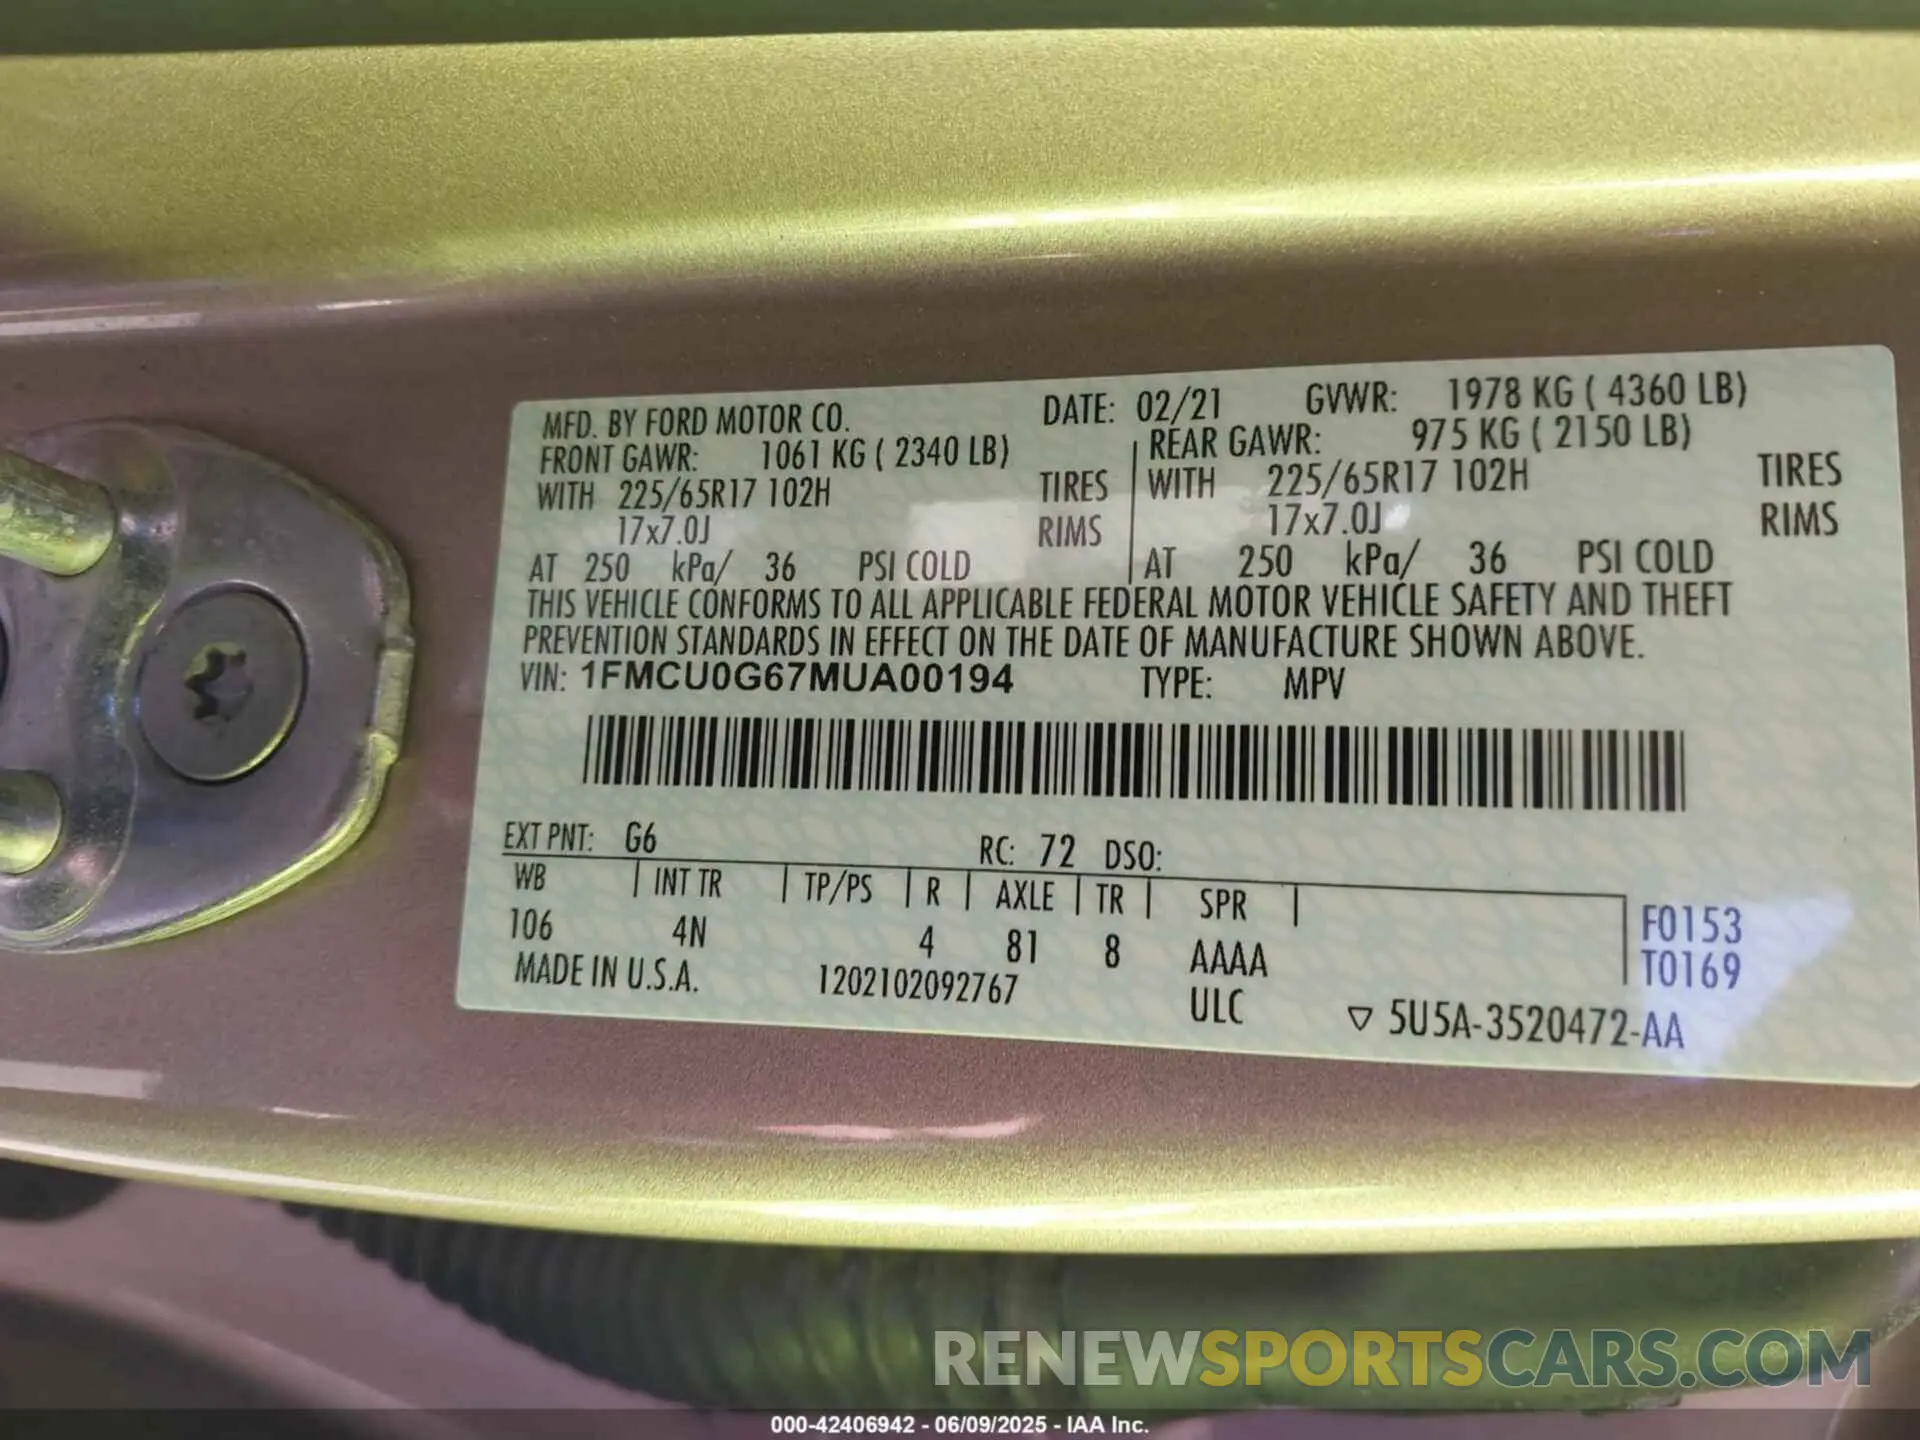 MFD. BY FORD MOTOR CO. DATE: 02/21 GVWR: 1978 KG ( 4360 LB)
FRONT GAWR: 1061 KG ( 2340 LB) REAR GAWR: 975 KG ( 2150 LB)
WITH 225/65R17 102H TIRES WITH 225/65R17 102H TIRES
17x7.0J RIMS 17x7.0J RIMS
AT 250 kPa/ 36 PSI COLD AT 250 kPa/ 36 PSI COLD
THIS VEHICLE CONFORMS TO ALL APPLICABLE FEDERAL MOTOR VEHICLE SAFETY AND THEFT
PREVENTION STANDARDS IN EFFECT ON THE DATE OF MANUFACTURE SHOWN ABOVE.
VIN: 1FMCU0G67MUA00194 TYPE: MPV
EXT PNT: G6 RC: 72 DSO:
WB INT TR TP/PS R AXLE TR SPR F0153
106 4N 4 81 8 AAAA T0169
MADE IN U.S.A. 1202102092767 ULC ▽ 5U5A-3520472-AA
RENEWSPORTSCARS.COM
000-42406942 - 06/09/2025 - IAA Inc.